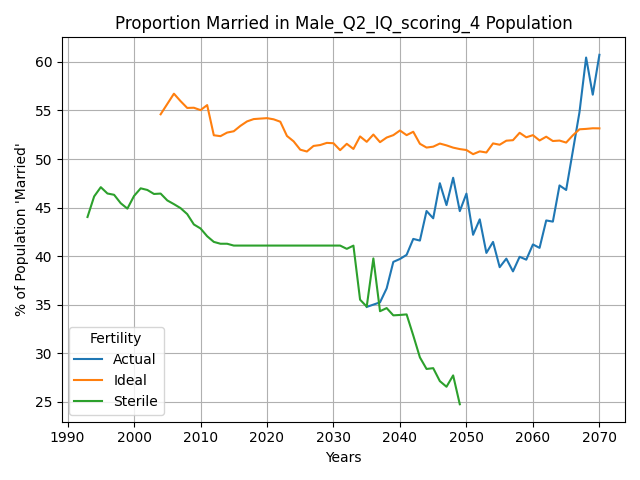 Proportion Married in Male_Q2_IQ_scoring_4 Population
% of Population 'Married'
60
55
50
45
40
35
30
25
Fertility
Actual
Ideal
Sterile
1990 2000 2010 2020 2030 2040 2050 2060 2070
Years